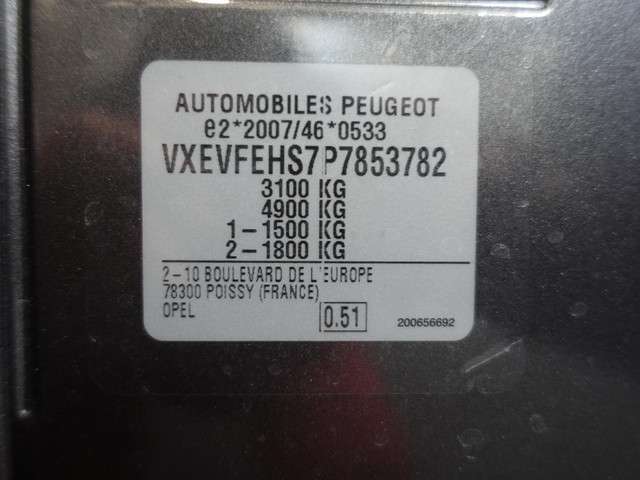 AUTOMOBILES PEUGEOT
e2*2007/46*0533
VXEVFEHS7P7853782
3100 KG
4900 KG
1-1500 KG
2-1800 KG
2-10 BOULEVARD DE L'EUROPE
78300 POISSY (FRANCE)
OPEL 0.51 200656692